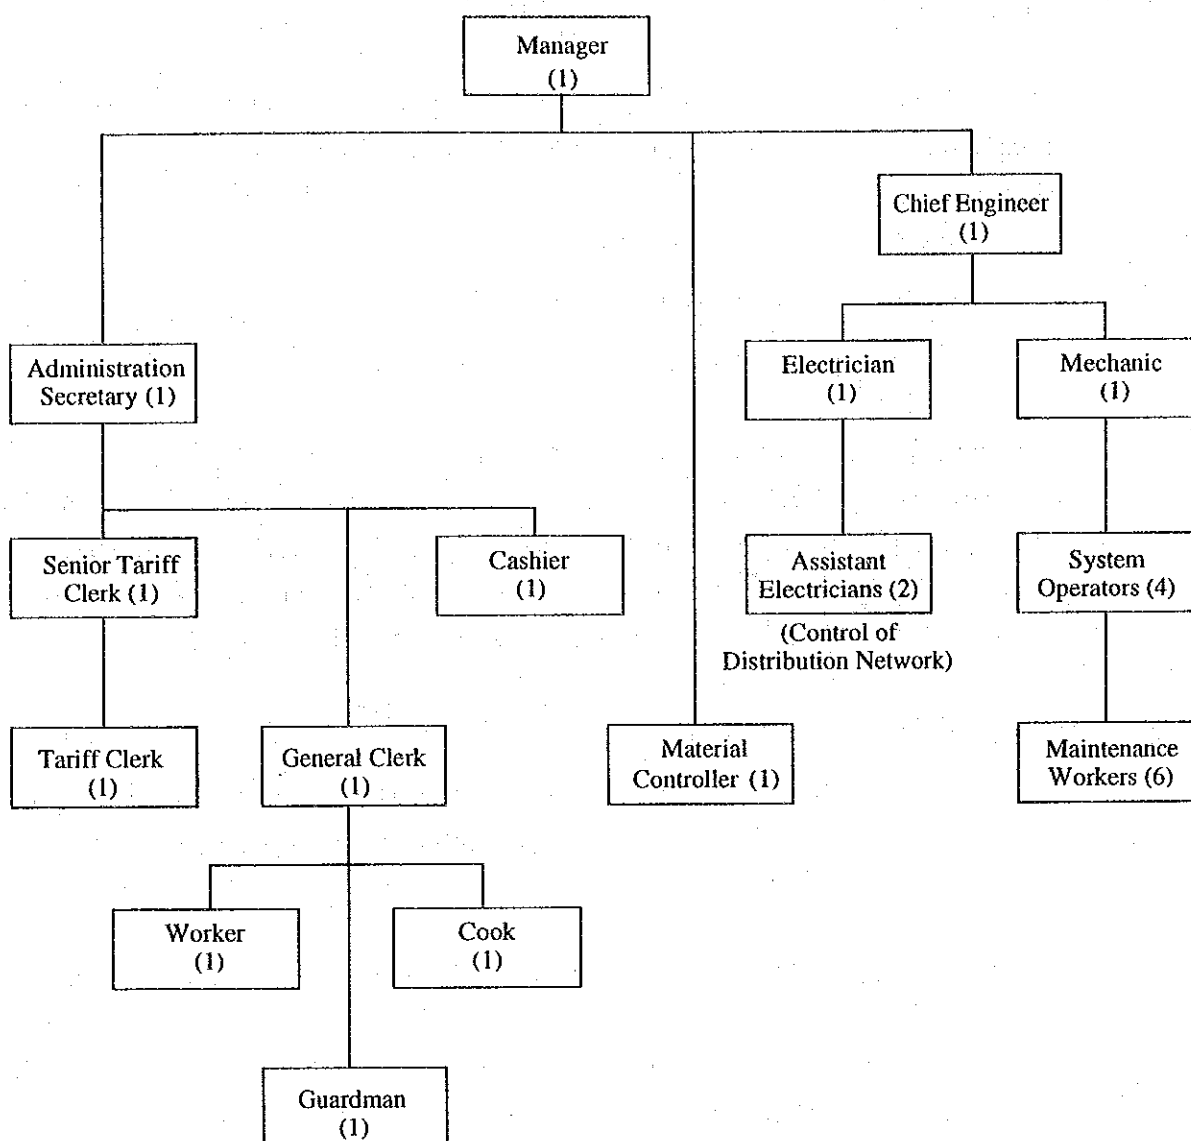 Manager
(1)
Chief Engineer
(1)
Administration
Secretary (1)
Electrician
(1)
Mechanic
(1)
Senior Tariff
Clerk (1)
Cashier
(1)
Assistant
Electricians (2)
(Control of
Distribution Network)
System
Operators (4)
Tariff Clerk
(1)
General Clerk
(1)
Material
Controller (1)
Maintenance
Workers (6)
Worker
(1)
Cook
(1)
Guardman
(1)